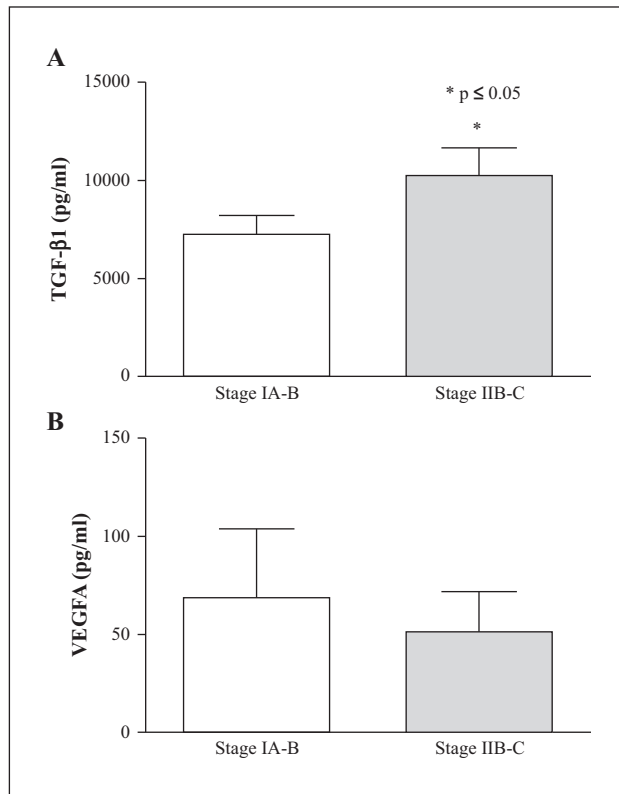 A
15000
* p ≤ 0.05
*
10000
5000
0
TGF-β1 (pg/ml)
Stage IA-B
Stage IIB-C
B
150
100
50
0
VEGFA (pg/ml)
Stage IA-B
Stage IIB-C